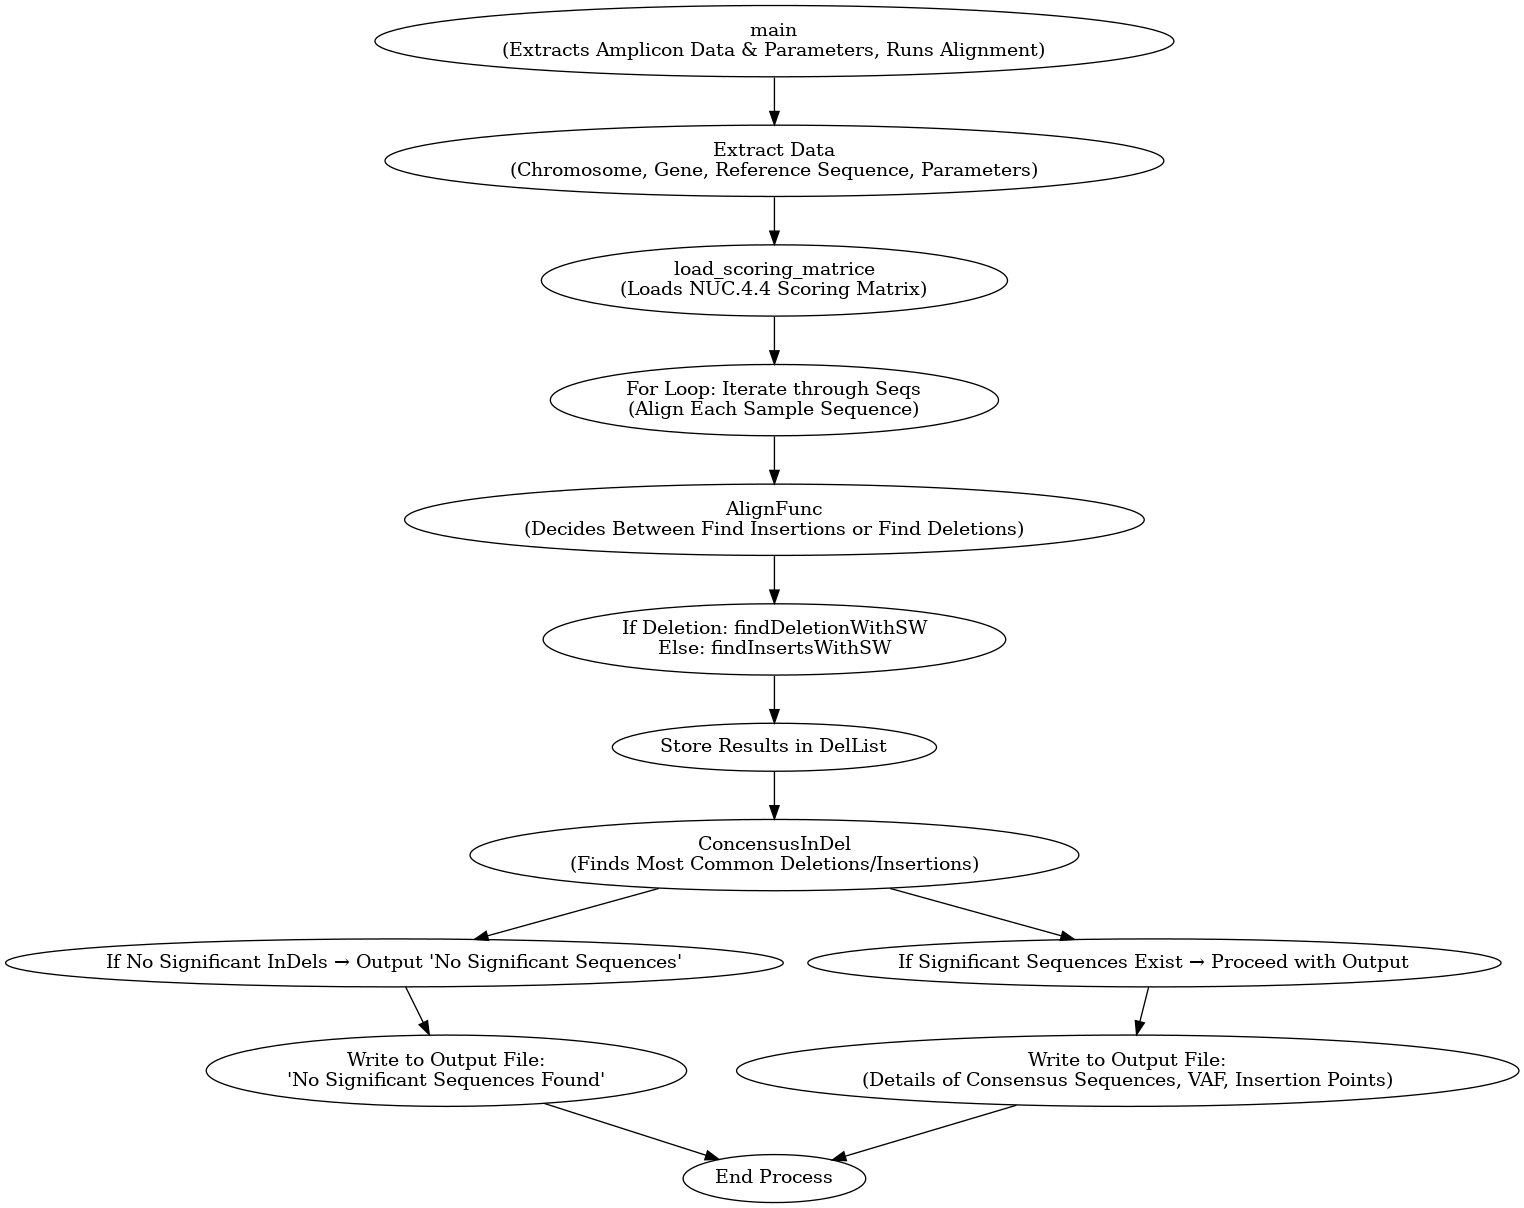 main
(Extracts Amplicon Data & Parameters, Runs Alignment)
Extract Data
(Chromosome, Gene, Reference Sequence, Parameters)
load_scoring_matrice
(Loads NUC.4.4 Scoring Matrix)
For Loop: Iterate through Seqs
(Align Each Sample Sequence)
AlignFunc
(Decides Between Find Insertions or Find Deletions)
If Deletion: findDeletionWithSW
Else: findInsertsWithSW
Store Results in DelList
ConcensusInDel
(Finds Most Common Deletions/Insertions)
If No Significant InDels → Output 'No Significant Sequences'
If Significant Sequences Exist → Proceed with Output
Write to Output File:
'No Significant Sequences Found'
Write to Output File:
(Details of Consensus Sequences, VAF, Insertion Points)
End Process